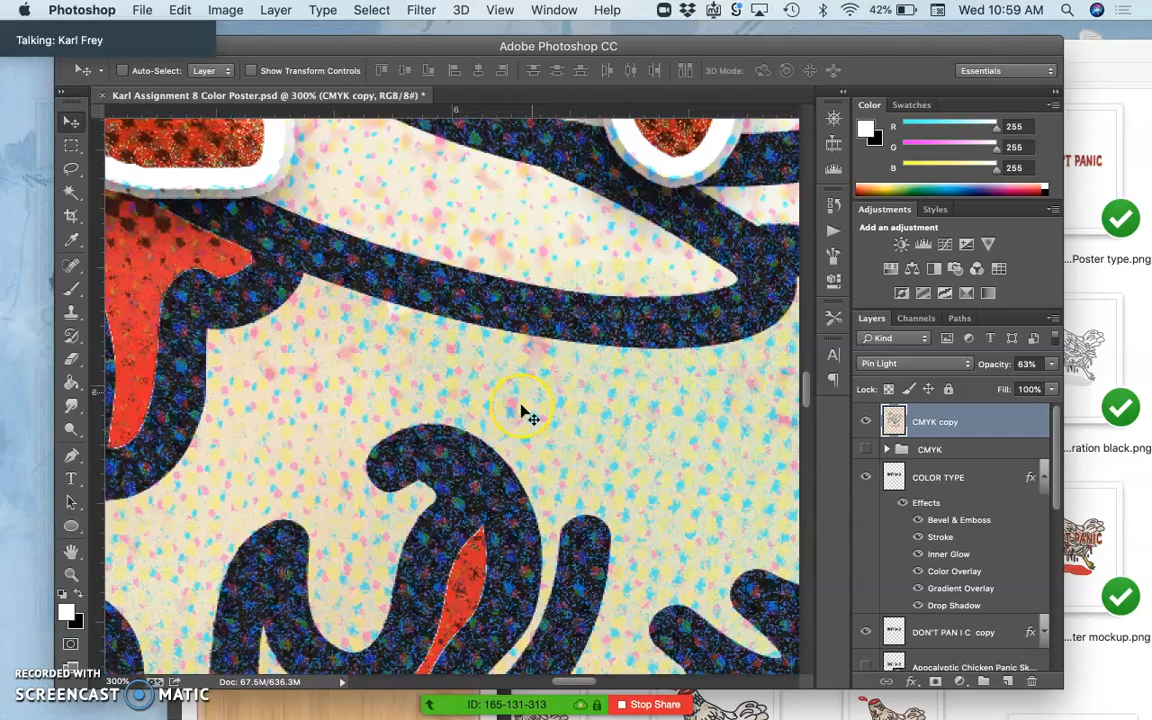 Photoshop File Edit Image Layer Type Select Filter 3D View Window Help 42% Wed 10:59 AM
Talking: Karl Frey
Adobe Photoshop CC
Auto-Select: Layer Show Transform Controls 3D Mode: Essentials
Karl Assignment 8 Color Poster.psd @ 300% (CMYK copy, RGB/8#) *
6
8
Color Swatches
R 255
G 255
B 255
Adjustments Styles
Add an adjustment
Layers Channels Paths
Kind
Pin Light Opacity: 63%
Lock: Fill: 100%
CMYK copy
CMYK
COLOR TYPE fx
Effects
Bevel & Emboss
Stroke
Inner Glow
Color Overlay
Gradient Overlay
Drop Shadow
DON'T PAN I C copy fx
Apocalyptic Chicken Panic Sk...
T PANIC
...Poster type.png
...ration black.png
...ter mockup.png
300% Doc: 67.5M/636.3M
RECORDED WITH
SCREENCAST MATIC
ID: 165-131-313 Stop Share